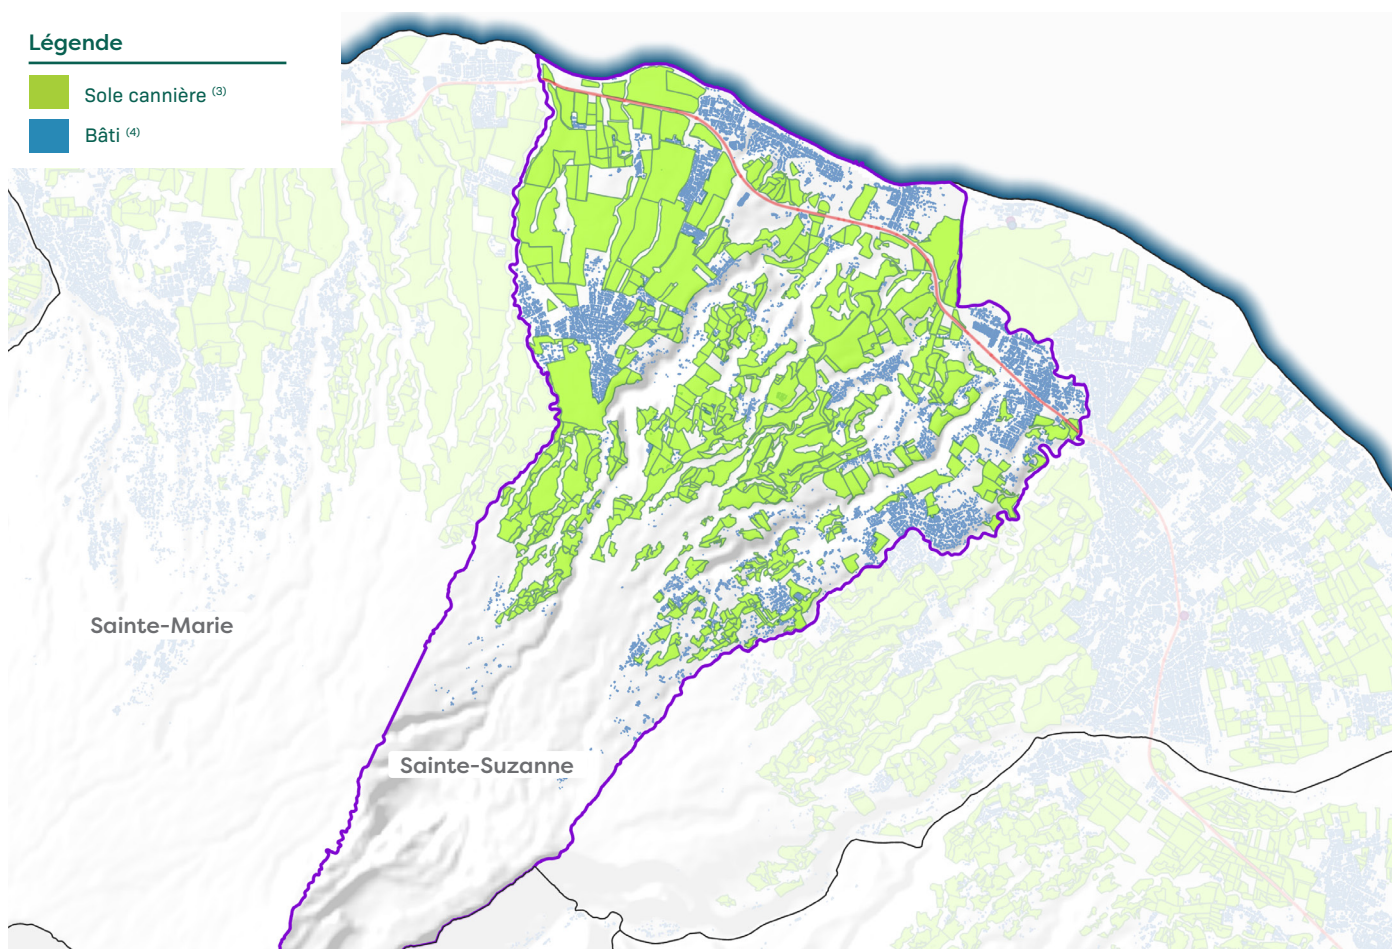 Légende
Sole cannière (3)
Bâti (4)
Sainte-Marie
Sainte-Suzanne